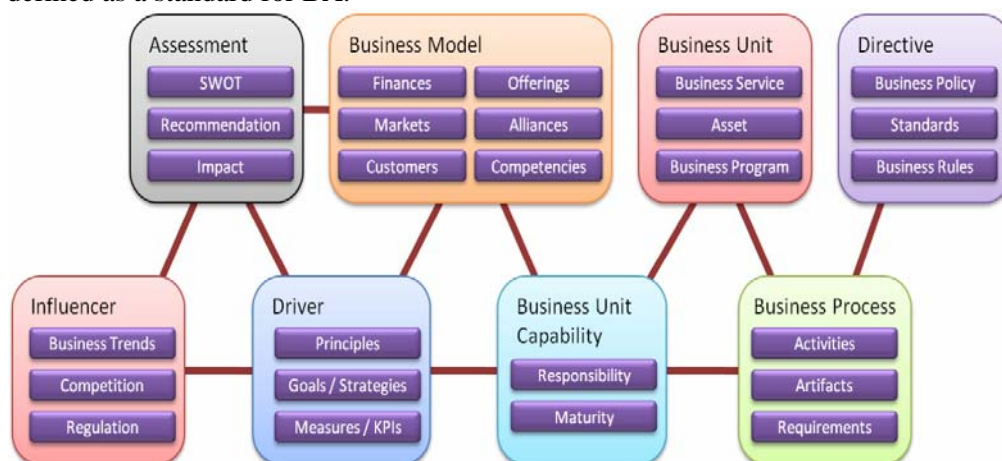 defined as a standard for BA.
Assessment
SWOT
Recommendation
Impact
Business Model
Finances
Offerings
Markets
Alliances
Customers
Competencies
Business Unit
Business Service
Asset
Business Program
Directive
Business Policy
Standards
Business Rules
Influencer
Business Trends
Competition
Regulation
Driver
Principles
Goals / Strategies
Measures / KPIs
Business Unit
Capability
Responsibility
Maturity
Business Process
Activities
Artifacts
Requirements